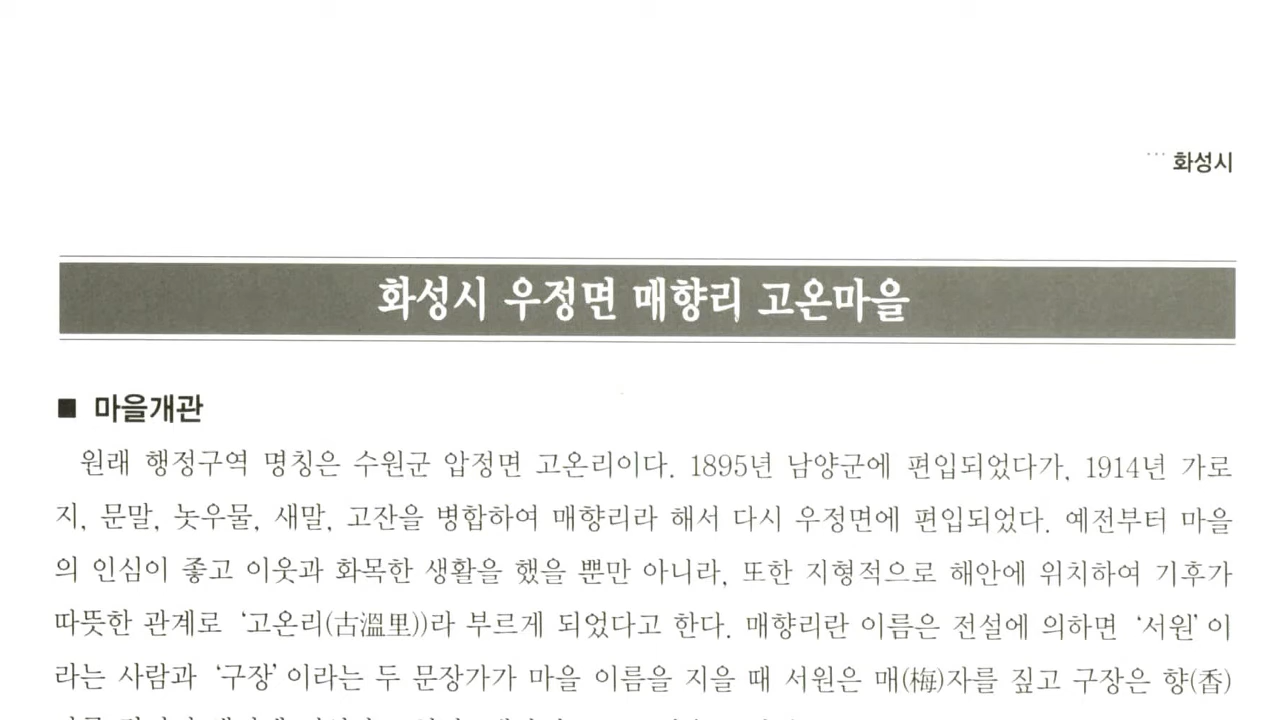 화성시
화성시 우정면 매향리 고온마을
■ 마을개관
원래 행정구역 명칭은 수원군 압정면 고온리이다. 1895년 남양군에 편입되었다가, 1914년 가로
지, 문말, 놋우물, 새말, 고잔을 병합하여 매향리라 해서 다시 우정면에 편입되었다. 예전부터 마을
의 인심이 좋고 이웃과 화목한 생활을 했을 뿐만 아니라, 또한 지형적으로 해안에 위치하여 기후가
따뜻한 관계로 ‘고온리(古溫里))라 부르게 되었다고 한다. 매향리란 이름은 전설에 의하면 ‘서원’이
라는 사람과 ‘구장’이라는 두 문장가가 마을 이름을 지을 때 서원은 매(梅)자를 짚고 구장은 향(香)